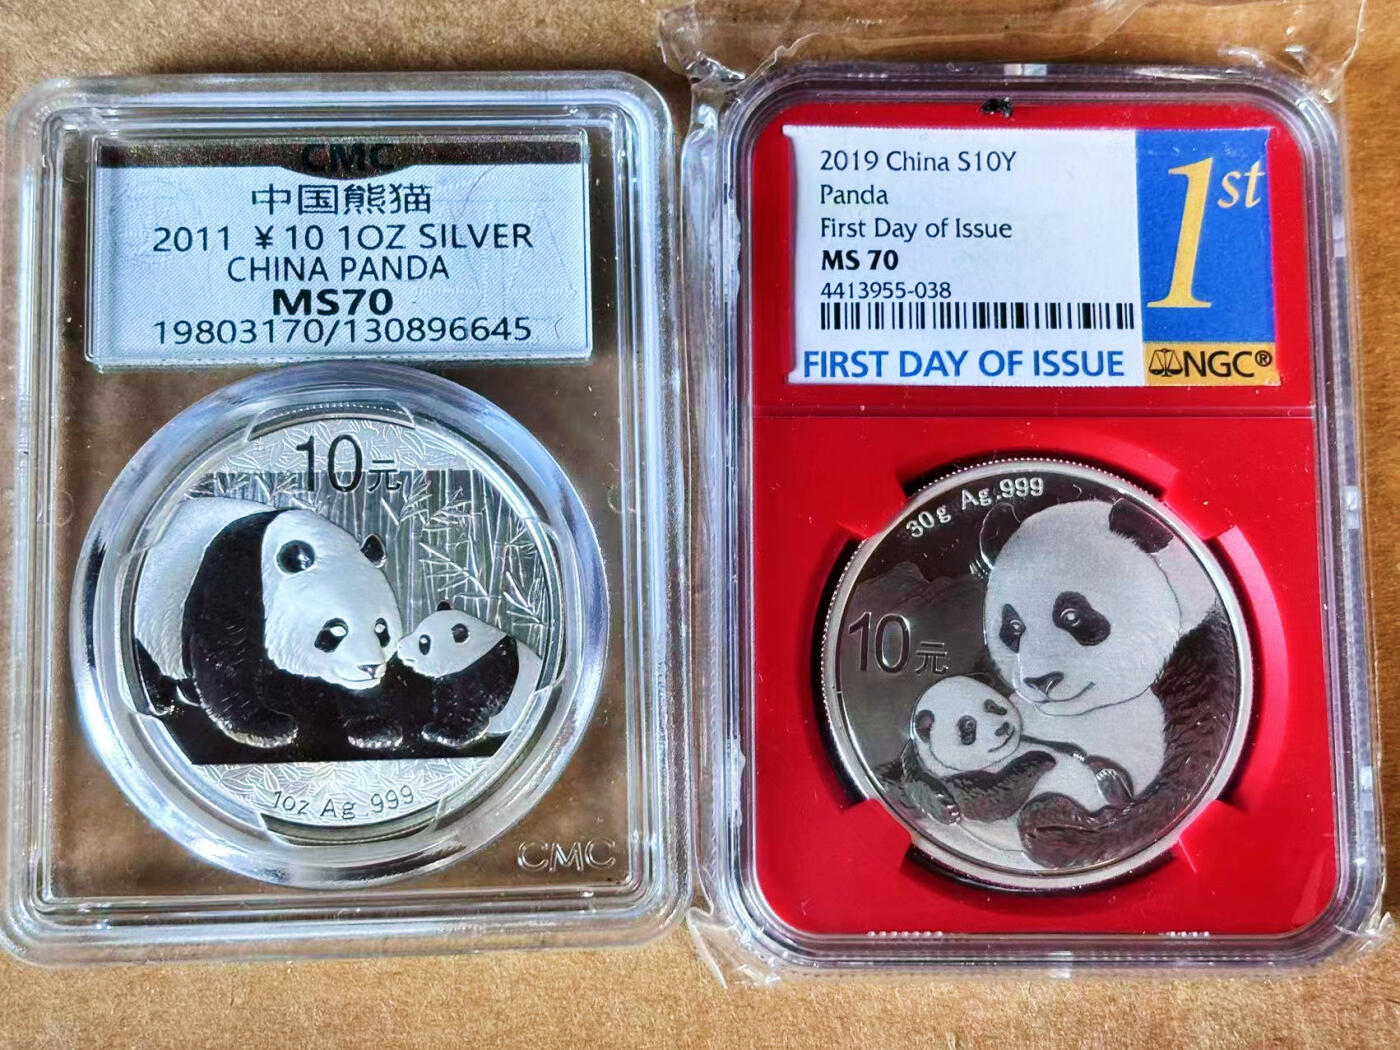 CMC
中国熊猫
2011 ¥10 1OZ SILVER
CHINA PANDA
MS70
19803170/130896645
10元
1oz Ag .999
CMC
2019 China S10Y
Panda
First Day of Issue
MS 70
4413955-038
FIRST DAY OF ISSUE
1st
NGC®
30g Ag .999
10元